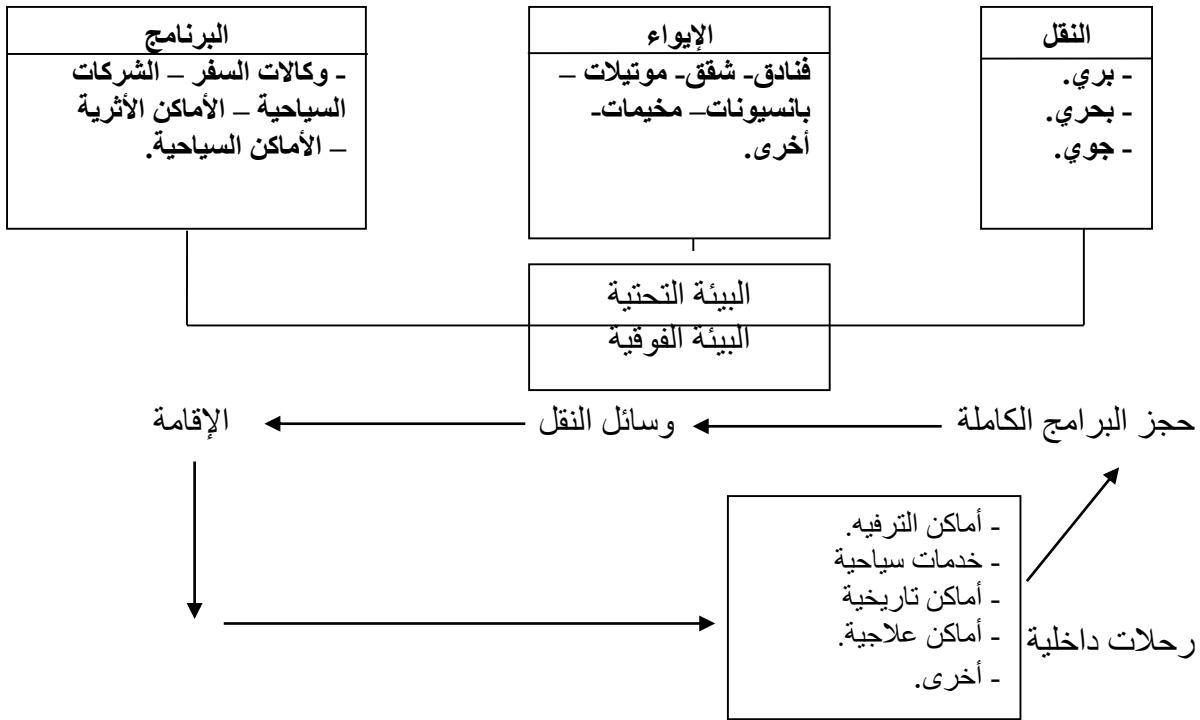 النقل
- بري.
- بحري.
- جوي.
الإيواء
فنادق- شقق- موتيلات –
بانسيونات– مخيمات-
أخرى.
البرنامج
- وكالات السفر – الشركات
السياحية – الأماكن الأثرية
– الأماكن السياحية.
البيئة التحتية
البيئة الفوقية
حجز البرامج الكاملة
وسائل النقل
الإقامة
- أماكن الترفيه.
- خدمات سياحية
- أماكن تاريخية
- أماكن علاجية.
- أخرى.
رحلات داخلية